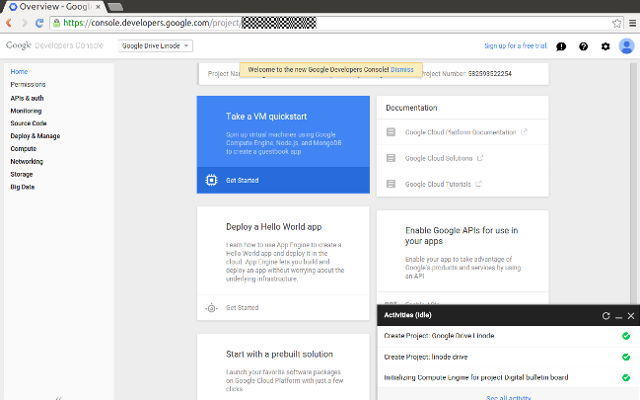 Overview - Googl
https://console.developers.google.com/project/
Google Developers Console
Google Drive Linode
Sign up for a free trial
Welcome to the new Google Developers Console! Dismiss
Project Number: 582593522254
Home
Permissions
APIs & auth
Monitoring
Source Code
Deploy & Manage
Compute
Networking
Storage
Big Data
Take a VM quickstart
Spin up virtual machines using Google
Compute Engine, Node.js, and MongoDB
to create a guestbook app
Get Started
Documentation
Google Cloud Platform Documentation
Google Cloud Solutions
Google Cloud Tutorials
Deploy a Hello World app
Learn how to use App Engine to create a
Hello World app and deploy it in the
cloud. App Engine lets you build and
deploy an app without worrying about the
underlying infrastructure.
Get Started
Enable Google APIs for use in
your apps
Enable your app to take advantage of
Google's products and services by using
an API
Start with a prebuilt solution
Launch your favorite software packages
on Google Cloud Platform with just a few
clicks
Activities (Idle)
Create Project: Google Drive Linode
Create Project: linode drive
Initializing Compute Engine for project Digital bulletin board
See all activity